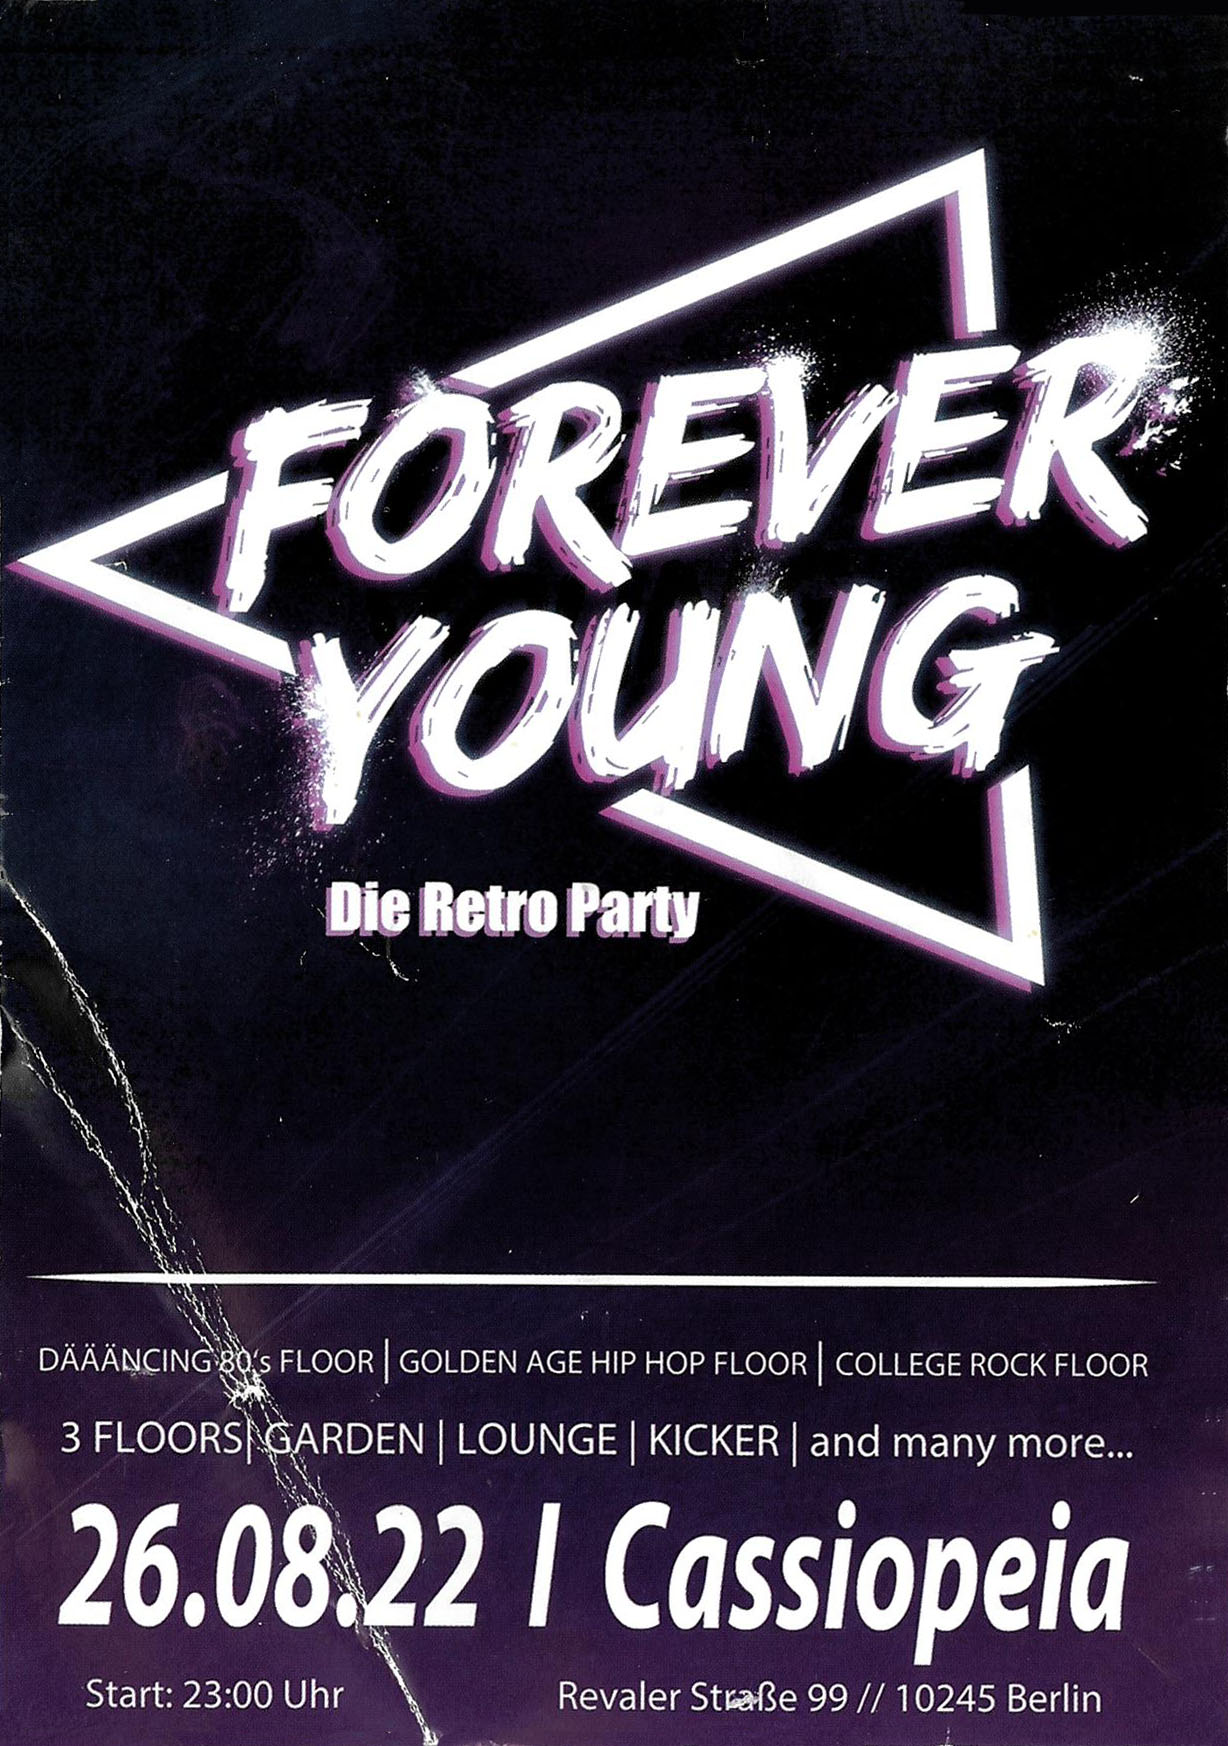 FOREVER
YOUNG
Die Retro Party
DÄÄÄNCING 80's FLOOR | GOLDEN AGE HIP HOP FLOOR | COLLEGE ROCK FLOOR
3 FLOORS | GARDEN | LOUNGE | KICKER | and many more...
26.08.22 I Cassiopeia
Start: 23:00 Uhr Revaler Straße 99 // 10245 Berlin